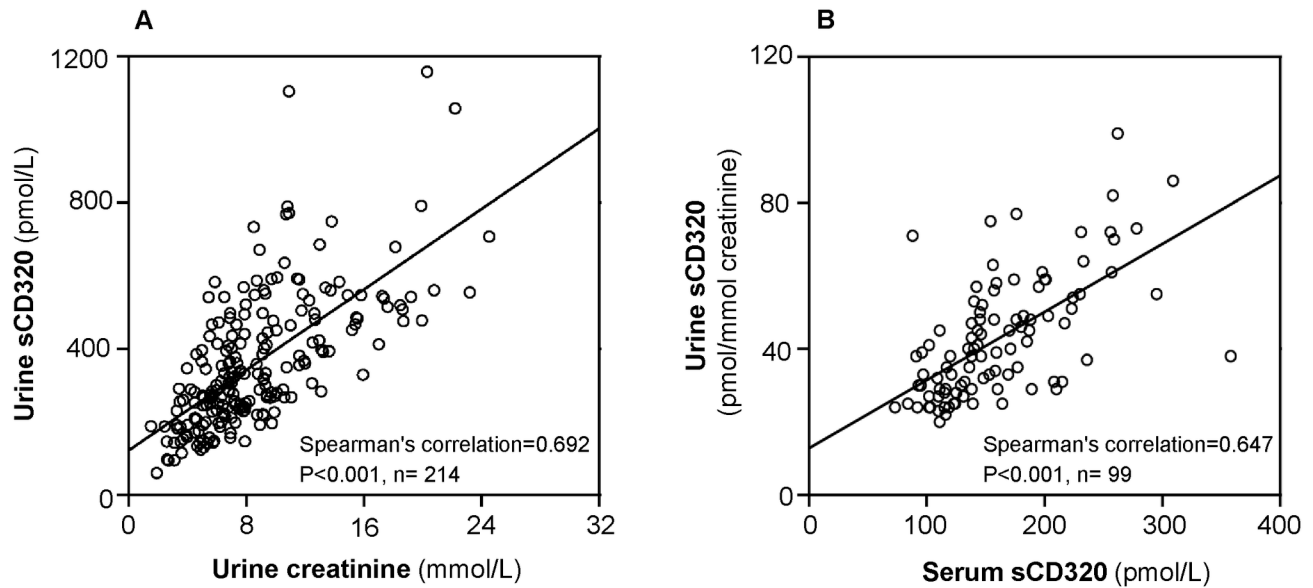 A
1200
800
400
0
Urine sCD320 (pmol/L)
0 8 16 24 32
Urine creatinine (mmol/L)
Spearman's correlation=0.692
P<0.001, n= 214
B
120
80
40
0
Urine sCD320
(pmol/mmol creatinine)
0 100 200 300 400
Serum sCD320 (pmol/L)
Spearman's correlation=0.647
P<0.001, n= 99